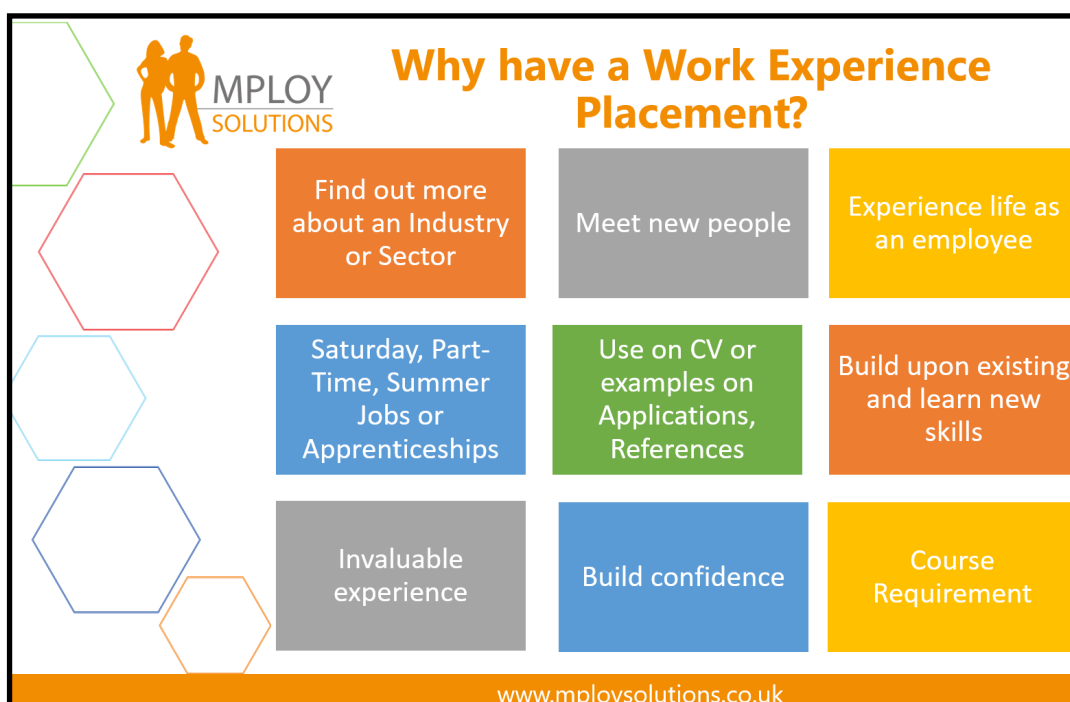 MPLOY
SOLUTIONS
Why have a Work Experience
Placement?
Find out more
about an Industry
or Sector
Meet new people
Experience life as
an employee
Saturday, Part-
Time, Summer
Jobs or
Apprenticeships
Use on CV or
examples on
Applications,
References
Build upon existing
and learn new
skills
Invaluable
experience
Build confidence
Course
Requirement
www.mploysolutions.co.uk